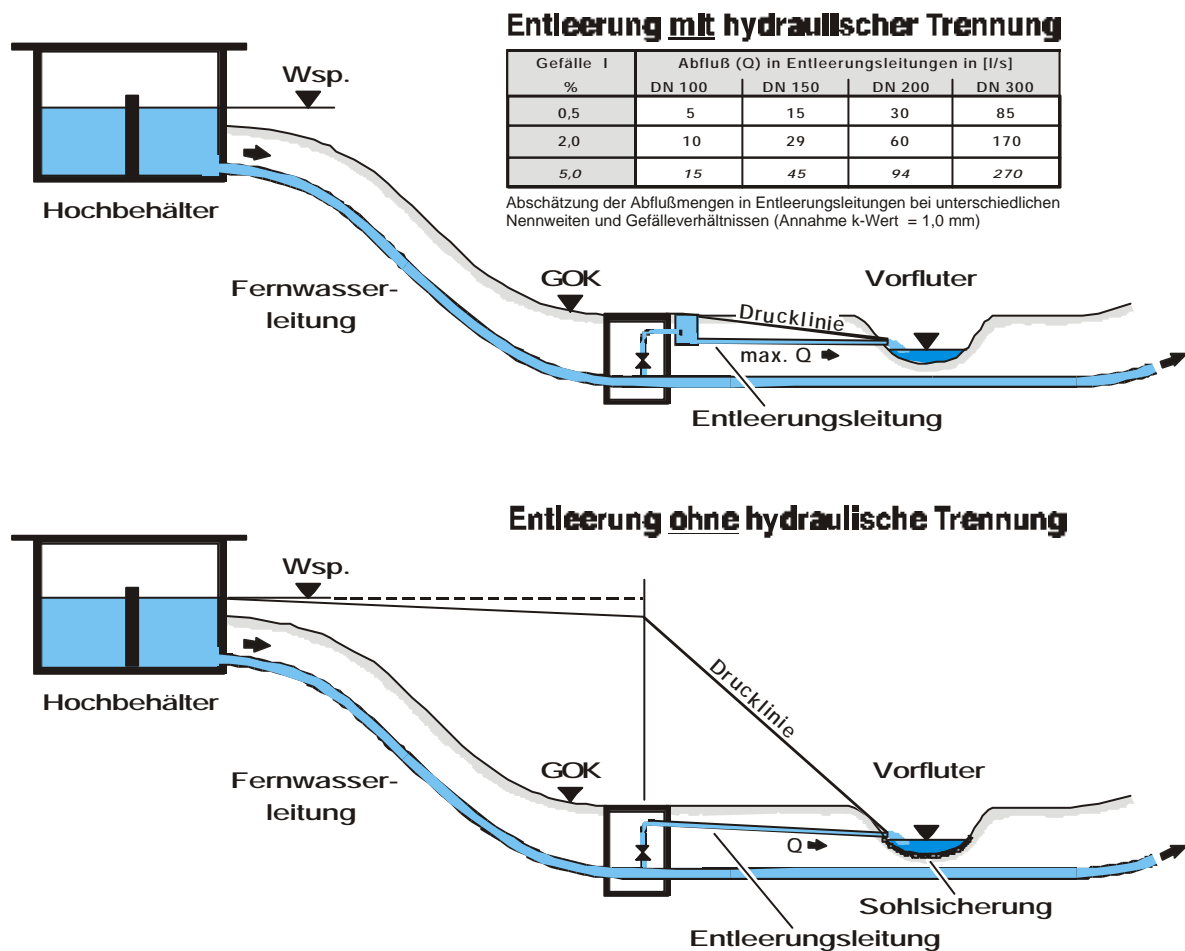 Entleerung mit hydraulischer Trennung
Gefälle I Abfluß (Q) in Entleerungsleitungen in [l/s]
% DN 100 DN 150 DN 200 DN 300
0,5 5 15 30 85
2,0 10 29 60 170
5,0 15 45 94 270
Abschätzung der Abflußmengen in Entleerungsleitungen bei unterschiedlichen
Nennweiten und Gefälleverhältnissen (Annahme k-Wert = 1,0 mm)
Wsp.
Hochbehälter
Fernwasser-
leitung
GOK
Vorfluter
Drucklinie
max. Q
Entleerungsleitung
Entleerung ohne hydraulische Trennung
Wsp.
Hochbehälter
Drucklinie
Fernwasser-
leitung
GOK
Vorfluter
Q
Sohlsicherung
Entleerungsleitung